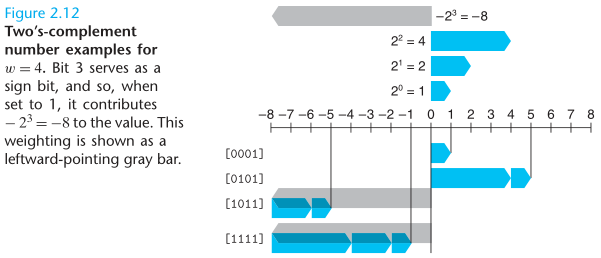 Figure 2.12
Two's-complement
number examples for
w = 4. Bit 3 serves as a
sign bit, and so, when
set to 1, it contributes
−2³ = −8 to the value. This
weighting is shown as a
leftward-pointing gray bar.
−2³ = −8
2² = 4
2¹ = 2
2⁰ = 1
−8 −7 −6 −5 −4 −3 −2 −1 0 1 2 3 4 5 6 7 8
[0001]
[0101]
[1011]
[1111]